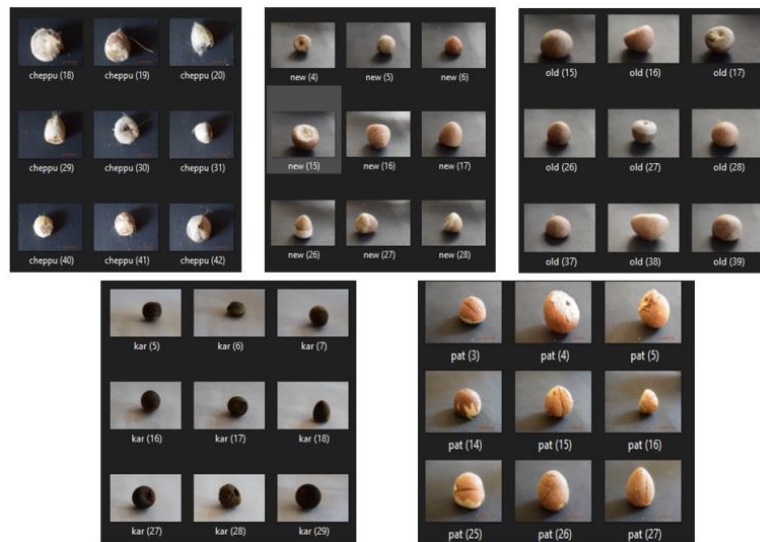 cheppu (18) cheppu (19) cheppu (20)
cheppu (29) cheppu (30) cheppu (31)
cheppu (40) cheppu (41) cheppu (42)
new (4) new (5) new (6)
new (15) new (16) new (17)
new (26) new (27) new (28)
old (15) old (16) old (17)
old (26) old (27) old (28)
old (37) old (38) old (39)
kar (5) kar (6) kar (7)
kar (16) kar (17) kar (18)
kar (27) kar (28) kar (29)
pat (3) pat (4) pat (5)
pat (14) pat (15) pat (16)
pat (25) pat (26) pat (27)